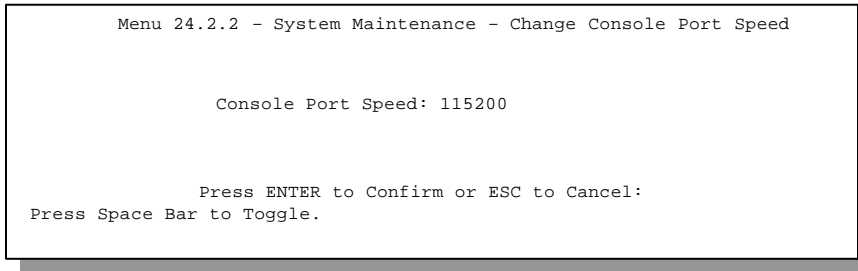 Menu 24.2.2 – System Maintenance – Change Console Port Speed
Console Port Speed: 115200
Press ENTER to Confirm or ESC to Cancel:
Press Space Bar to Toggle.